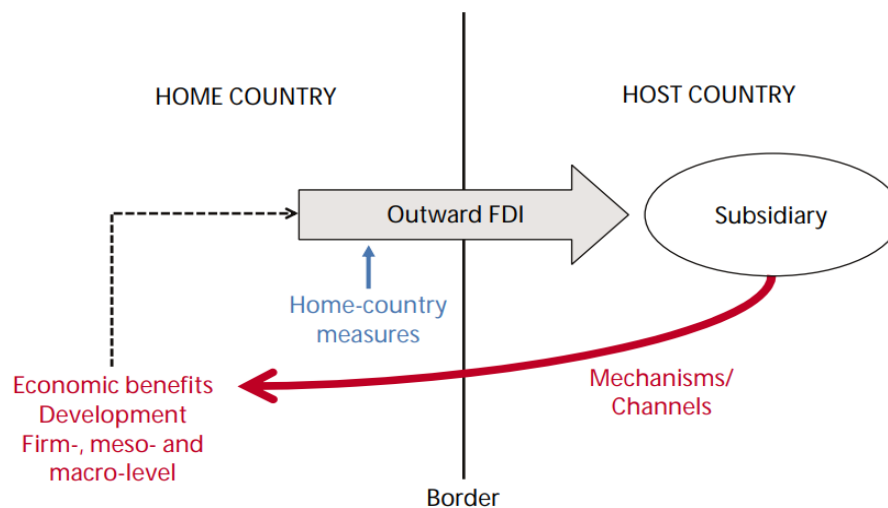 HOME COUNTRY
HOST COUNTRY
Outward FDI
Subsidiary
Home-country
measures
Economic benefits
Development
Firm-, meso- and
macro-level
Mechanisms/
Channels
Border